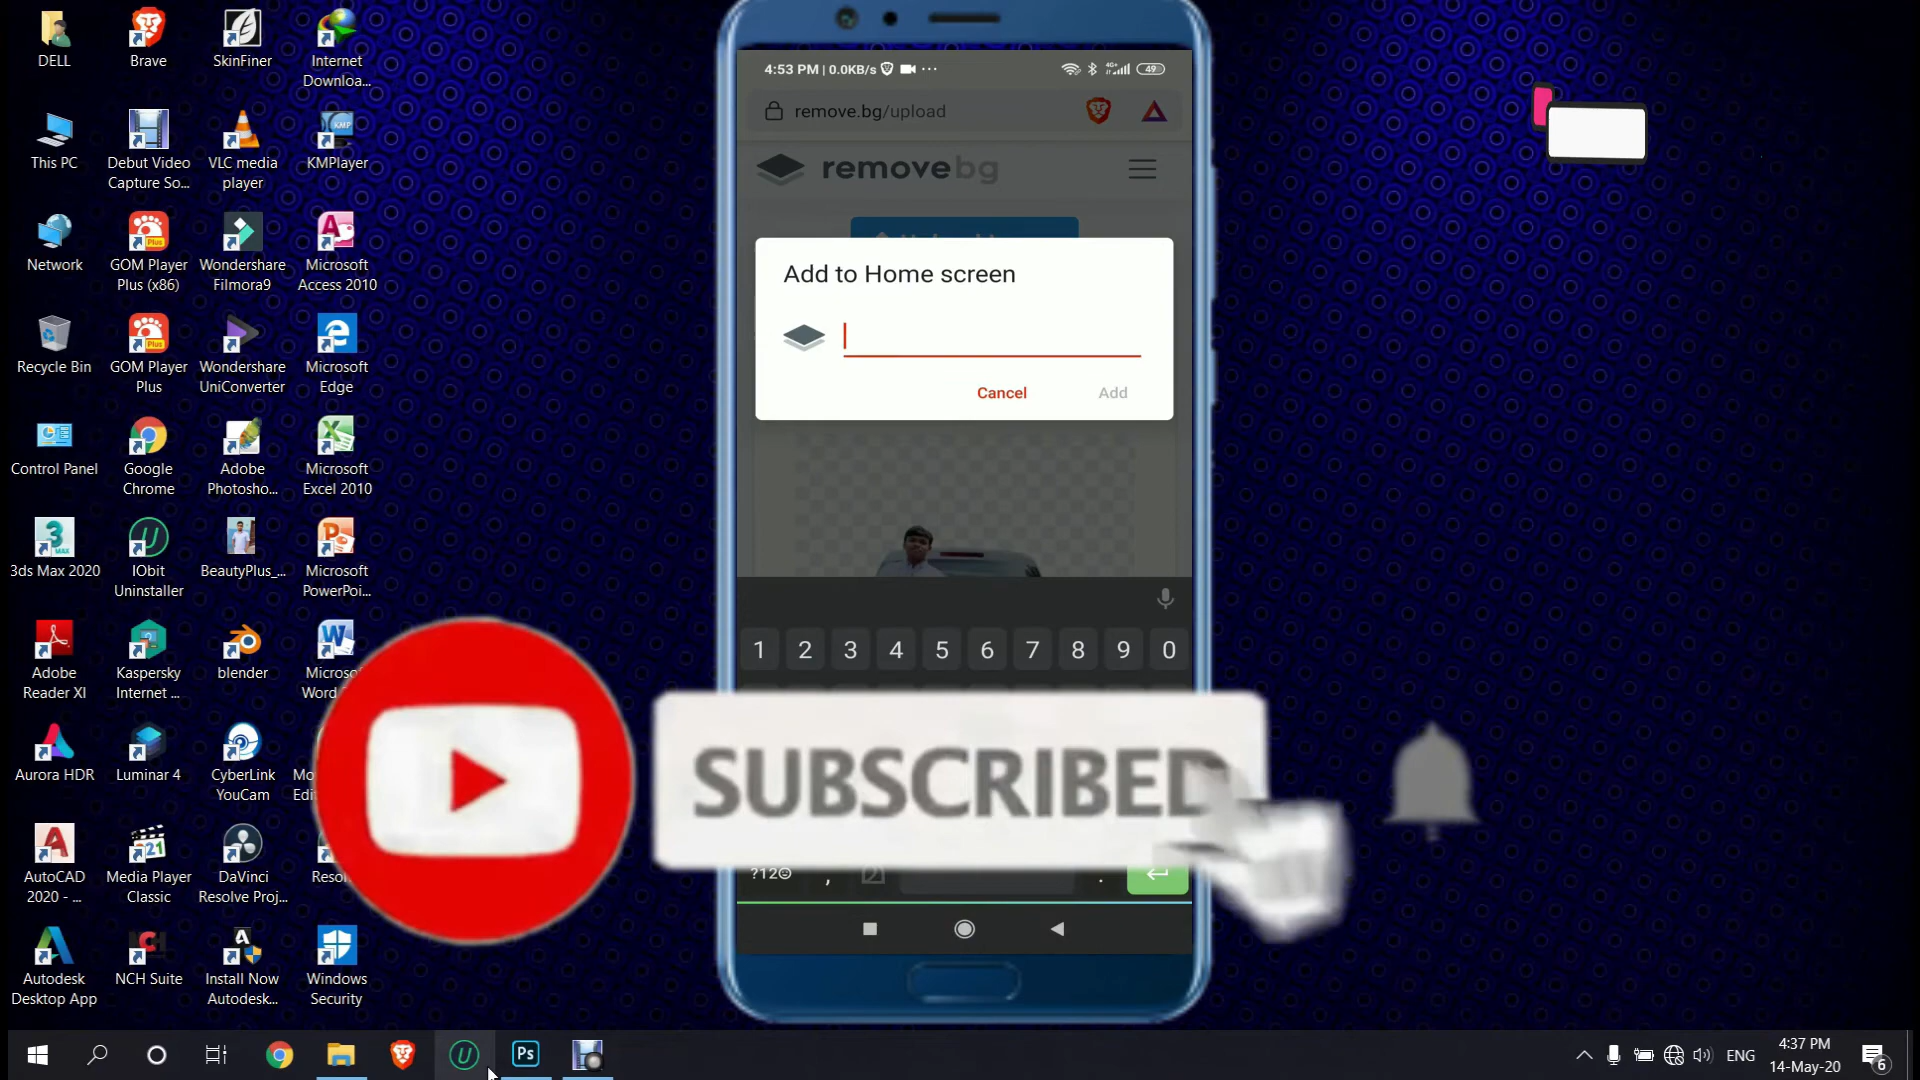 DELL
Brave
SkinFiner
Internet
Downloa...
This PC
Debut Video
Capture So...
VLC media
player
KMPlayer
Network
GOM Player
Plus (x86)
Wondershare
Filmora9
Microsoft
Access 2010
Recycle Bin
GOM Player
Plus
Wondershare
UniConverter
Microsoft
Edge
Control Panel
Google
Chrome
Adobe
Photosho...
Microsoft
Excel 2010
3ds Max 2020
IObit
Uninstaller
BeautyPlus_...
Microsoft
PowerPoi...
Adobe
Reader XI
Kaspersky
Internet ...
blender
Aurora HDR
Luminar 4
CyberLink
YouCam
AutoCAD
2020 - ...
Media Player
Classic
DaVinci
Resolve Proj...
Autodesk
Desktop App
NCH Suite
Install Now
Autodesk...
Windows
Security
4:53 PM | 0.0KB/s
49
remove.bg/upload
removebg
Add to Home screen
Cancel
Add
1 2 3 4 5 6 7 8 9 0
SUBSCRIBED
?12
, .
ENG
4:37 PM
14-May-20
6